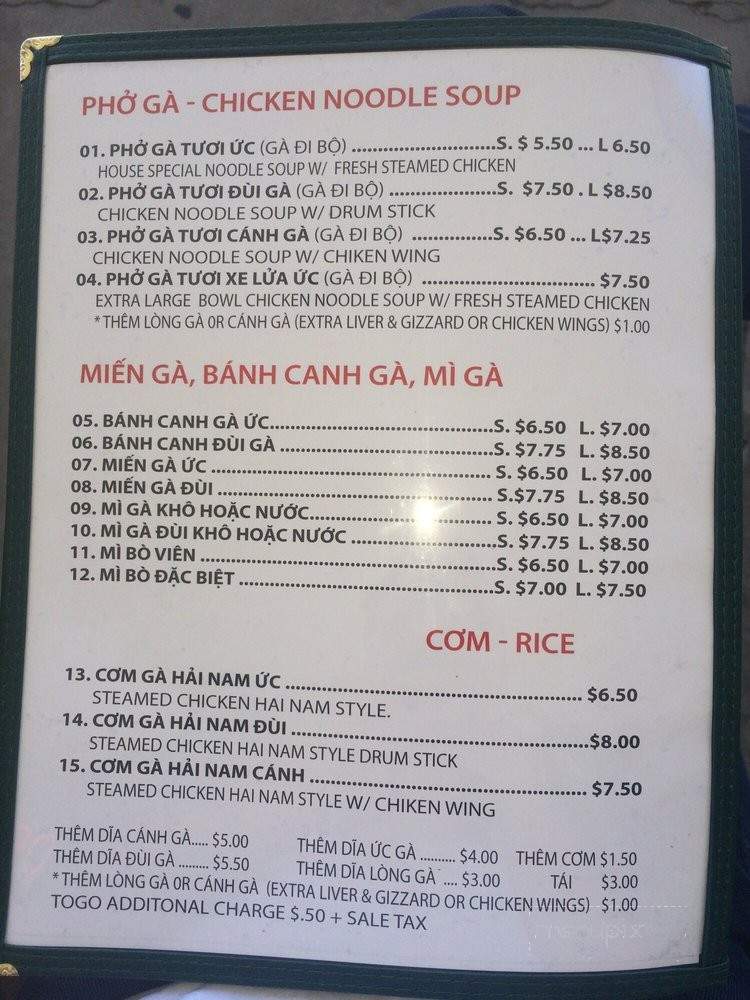 PHỞ GÀ - CHICKEN NOODLE SOUP
01. PHỞ GÀ TƯƠI ỨC (GÀ ĐI BỘ) ........................S. $ 5.50 ... L 6.50
HOUSE SPECIAL NOODLE SOUP W/ FRESH STEAMED CHICKEN
02. PHỞ GÀ TƯƠI ĐÙI GÀ (GÀ ĐI BỘ) ..................S. $7.50 . L $8.50
CHICKEN NOODLE SOUP W/ DRUM STICK
03. PHỞ GÀ TƯƠI CÁNH GÀ (GÀ ĐI BỘ) ...............S. $6.50 ... L$7.25
CHICKEN NOODLE SOUP W/ CHIKEN WING
04. PHỞ GÀ TƯƠI XE LỬA ỨC (GÀ ĐI BỘ) ................................ $7.50
EXTRA LARGE BOWL CHICKEN NOODLE SOUP W/ FRESH STEAMED CHICKEN
* THÊM LÒNG GÀ 0R CÁNH GÀ (EXTRA LIVER & GIZZARD OR CHICKEN WINGS) $1.00
MIẾN GÀ, BÁNH CANH GÀ, MÌ GÀ
05. BÁNH CANH GÀ ỨC..........................................S. $6.50 L. $7.00
06. BÁNH CANH ĐÙI GÀ ........................................S. $7.75 L. $8.50
07. MIẾN GÀ ỨC ..................................................... S. $6.50 L. $7.00
08. MIẾN GÀ ĐÙI .....................................................S.$7.75 L. $8.50
09. MÌ GÀ KHÔ HOẶC NƯỚC.................................. S. $6.50 L. $7.00
10. MÌ GÀ ĐÙI KHÔ HOẶC NƯỚC ...........................S. $7.75 L. $8.50
11. MÌ BÒ VIÊN ........................................................S. $6.50 L. $7.00
12. MÌ BÒ ĐẶC BIỆT .................................................S. $7.00 L. $7.50
CƠM - RICE
13. CƠM GÀ HẢI NAM ỨC ........................................................ $6.50
STEAMED CHICKEN HAI NAM STYLE.
14. CƠM GÀ HẢI NAM ĐÙI.........................................................$8.00
STEAMED CHICKEN HAI NAM STYLE DRUM STICK
15. CƠM GÀ HẢI NAM CÁNH .................................................... $7.50
STEAMED CHICKEN HAI NAM STYLE W/ CHIKEN WING
THÊM DĨA CÁNH GÀ..... $5.00 THÊM DĨA ỨC GÀ .......... $4.00 THÊM CƠM $1.50
THÊM DĨA ĐÙI GÀ ......... $5.50 THÊM DĨA LÒNG GÀ .... $3.00 TÁI $3.00
* THÊM LÒNG GÀ 0R CÁNH GÀ (EXTRA LIVER & GIZZARD OR CHICKEN WINGS) $1.00
TOGO ADDITONAL CHARGE $.50 + SALE TAX